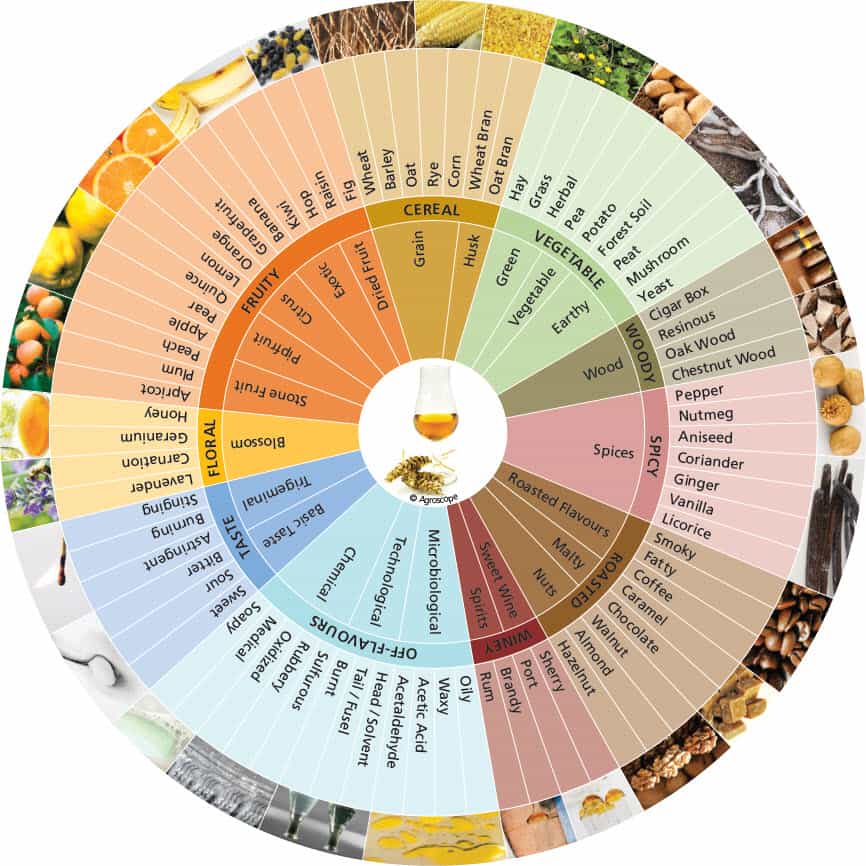 CEREAL
Grain
Husk
Wheat
Barley
Oat
Rye
Corn
Wheat Bran
Oat Bran
VEGETABLE
Green
Vegetable
Earthy
Hay
Grass
Herbal
Pea
Potato
Forest Soil
Peat
Mushroom
Yeast
WOODY
Wood
Cigar Box
Resinous
Oak Wood
Chestnut Wood
SPICY
Spices
Pepper
Nutmeg
Aniseed
Coriander
Ginger
Vanilla
Licorice
ROASTED
Roasted Flavours
Malty
Nuts
Smoky
Fatty
Coffee
Caramel
Chocolate
Walnut
Almond
Hazelnut
WINEY
Sweet Wine
Spirits
Sherry
Port
Brandy
Rum
OFF-FLAVOURS
Microbiological
Technological
Chemical
Oily
Waxy
Acetic Acid
Acetaldehyde
Head / Solvent
Tail / Fusel
Burnt
Sulfurous
Rubbery
Oxidized
Medical
Soapy
TASTE
Basic Taste
Trigeminal
Sweet
Sour
Bitter
Astringent
Burning
Stinging
FLORAL
Blossom
Lavender
Carnation
Geranium
Honey
FRUITY
Stone Fruit
Pipfruit
Citrus
Exotic
Dried Fruit
Apricot
Plum
Peach
Apple
Pear
Quince
Lemon
Orange
Grapefruit
Banana
Kiwi
Hop
Raisin
Fig
© Agroscope